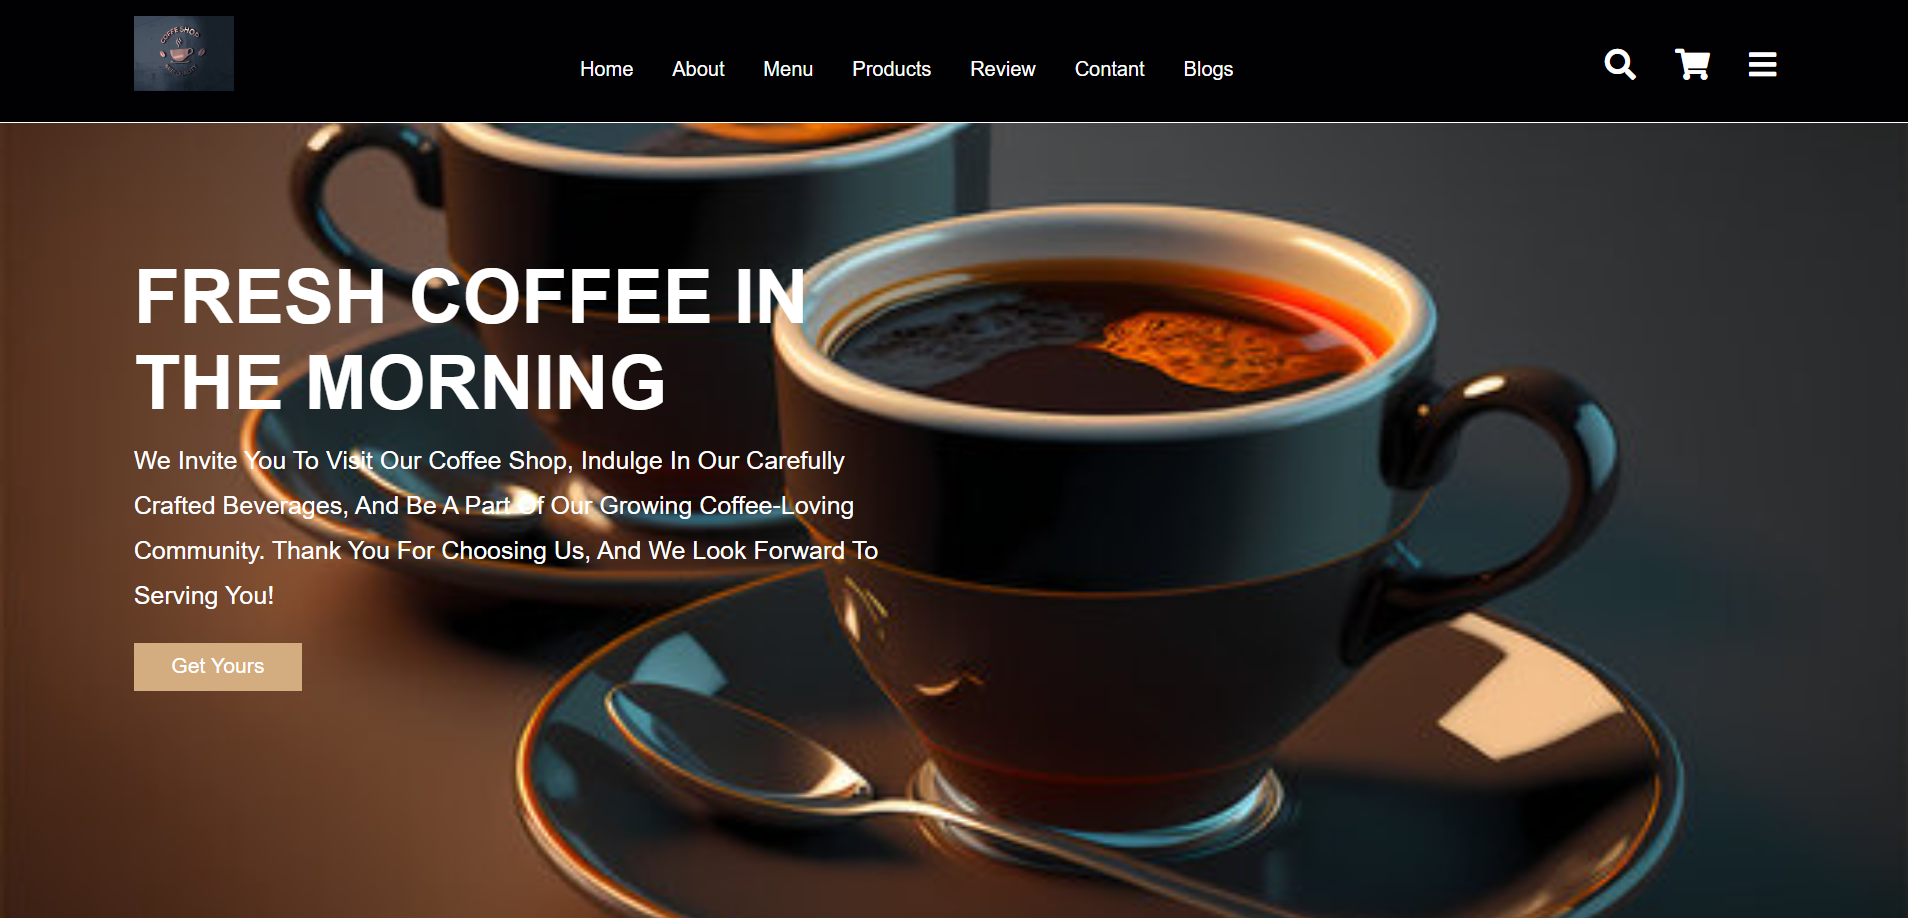 COFFE SHOP
Home About Menu Products Review Contant Blogs
FRESH COFFEE IN
THE MORNING
We Invite You To Visit Our Coffee Shop, Indulge In Our Carefully
Crafted Beverages, And Be A Part Of Our Growing Coffee-Loving
Community. Thank You For Choosing Us, And We Look Forward To
Serving You!
Get Yours